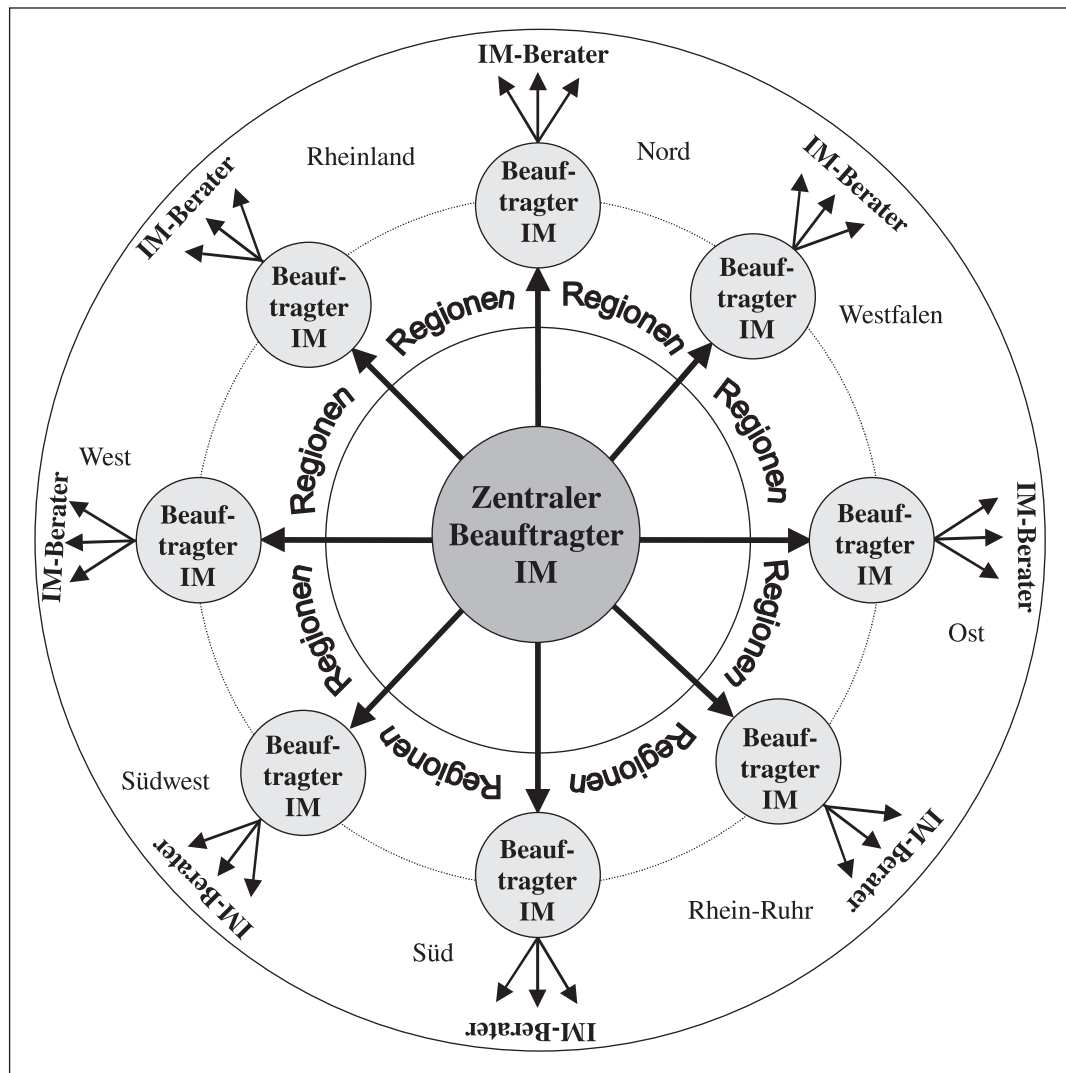 IM-Berater
Rheinland
Nord
IM-Berater
IM-Berater
Beauf-
tragter
IM
Beauf-
tragter
IM
Beauf-
tragter
IM
Westfalen
Regionen
Regionen
Regionen
Regionen
West
IM-Berater
Beauf-
tragter
IM
Zentraler
Beauftragter
IM
Beauf-
tragter
IM
IM-Berater
Ost
Regionen
Regionen
Regionen
Regionen
Südwest
Beauf-
tragter
IM
Beauf-
tragter
IM
IM-Berater
IM-Berater
Beauf-
tragter
IM
Rhein-Ruhr
Süd
IM-Berater